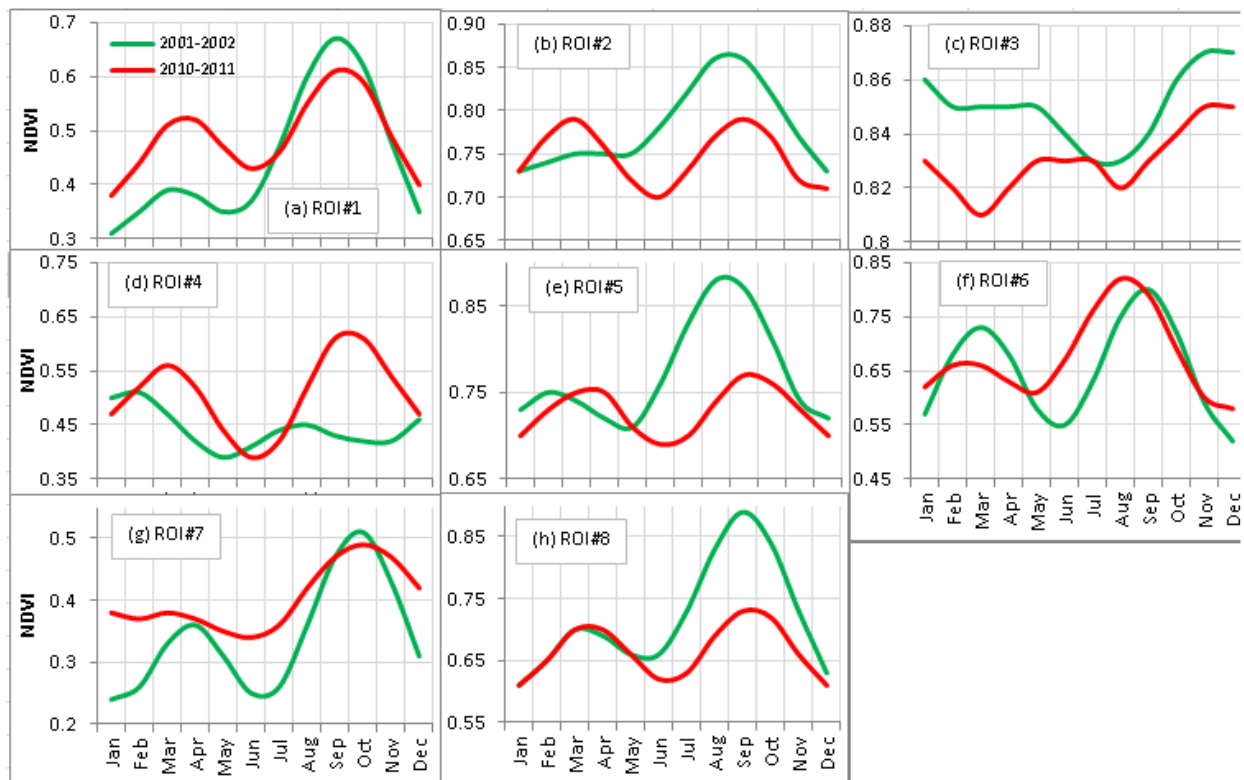 0.7
0.6
0.5
0.4
0.3
NDVI
2001-2002
2010-2011
(a) ROI#1
0.90
0.85
0.80
0.75
0.70
0.65
(b) ROI#2
0.88
0.86
0.84
0.82
0.8
(c) ROI#3
0.75
0.65
0.55
0.45
0.35
NDVI
(d) ROI#4
0.85
0.75
0.65
(e) ROI#5
0.85
0.75
0.65
0.55
0.45
(f) ROI#6
Jan
Feb
Mar
Apr
May
Jun
Jul
Aug
Sep
Oct
Nov
Dec
0.5
0.4
0.3
0.2
NDVI
(g) ROI#7
Jan
Feb
Mar
Apr
May
Jun
Jul
Aug
Sep
Oct
Nov
Dec
0.85
0.75
0.65
0.55
(h) ROI#8
Jan
Feb
Mar
Apr
May
Jun
Jul
Aug
Sep
Oct
Nov
Dec